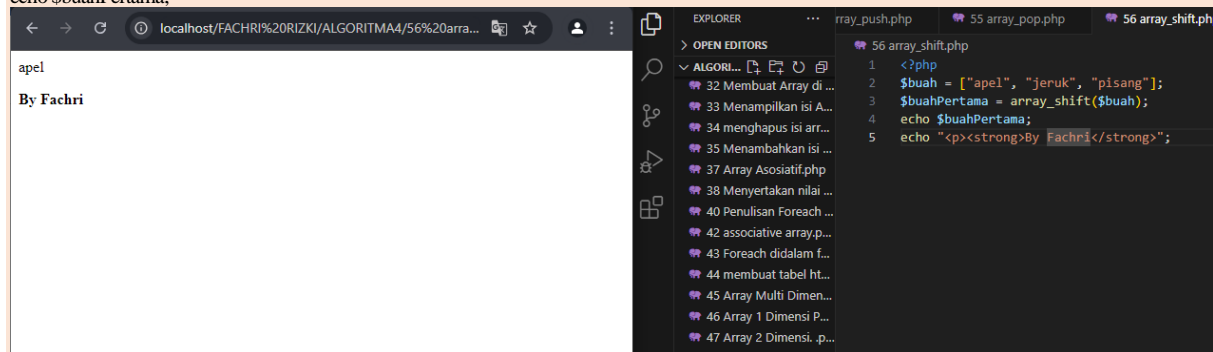 echo $buahPertama;
localhost/FACHRI%20RIZKI/ALGORITMA4/56%20arra...
apel
By Fachri
EXPLORER
rray_push.php
55 array_pop.php
56 array_shift.ph
OPEN EDITORS
ALGORI...
32 Membuat Array di ...
33 Menampilkan isi A...
34 menghapus isi arr...
35 Menambahkan isi ...
37 Array Asosiatif.php
38 Menyertakan nilai ...
40 Penulisan Foreach ...
42 associative array.p...
43 Foreach didalam f...
44 membuat tabel ht...
45 Array Multi Dimen...
46 Array 1 Dimensi P...
47 Array 2 Dimensi. .p...
56 array_shift.php
1 <?php
2 $buah = ["apel", "jeruk", "pisang"];
3 $buahPertama = array_shift($buah);
4 echo $buahPertama;
5 echo "<p><strong>By Fachri</strong>";